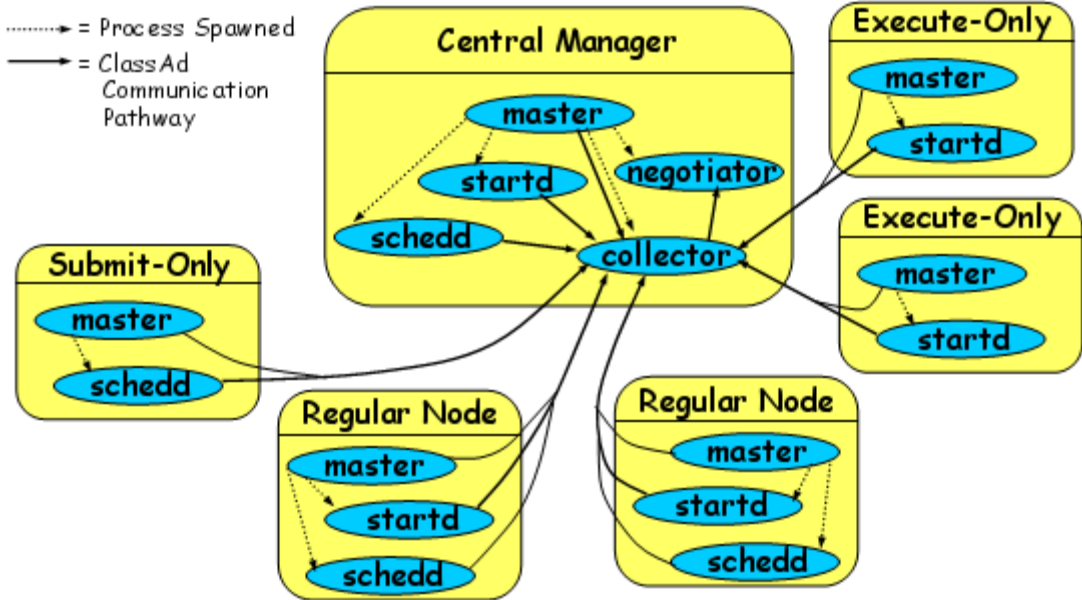 = Process Spawned
= ClassAd
Communication
Pathway
Central Manager
master
startd
negotiator
schedd
collector
Execute-Only
master
startd
Execute-Only
master
startd
Submit-Only
master
schedd
Regular Node
master
startd
schedd
Regular Node
master
startd
schedd